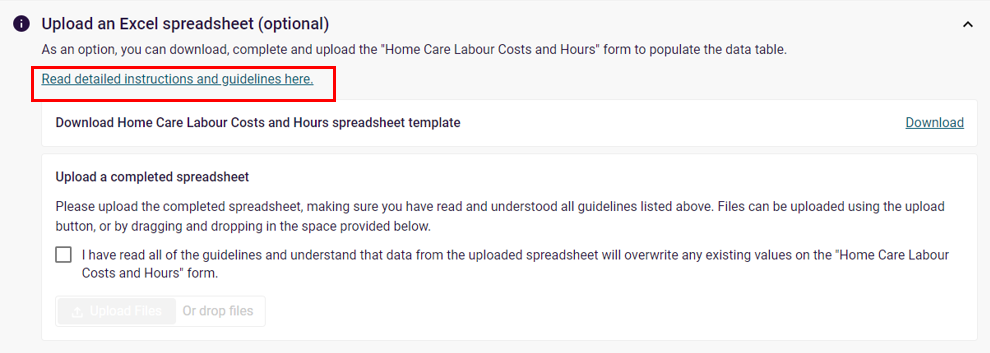 Upload an Excel spreadsheet (optional)
As an option, you can download, complete and upload the "Home Care Labour Costs and Hours" form to populate the data table.
Read detailed instructions and guidelines here.
Download Home Care Labour Costs and Hours spreadsheet template
Download
Upload a completed spreadsheet
Please upload the completed spreadsheet, making sure you have read and understood all guidelines listed above. Files can be uploaded using the upload
button, or by dragging and dropping in the space provided below.
I have read all of the guidelines and understand that data from the uploaded spreadsheet will overwrite any existing values on the "Home Care Labour
Costs and Hours" form.
Upload Files Or drop files